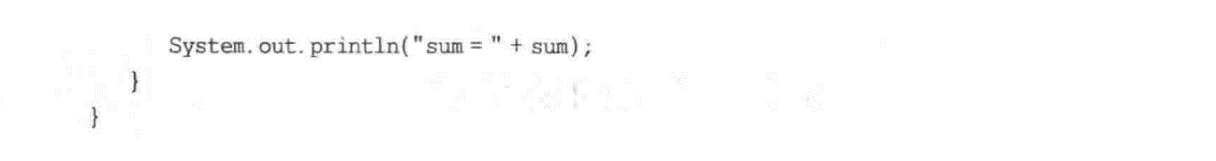 System.out.println("sum = " + sum);
}
}